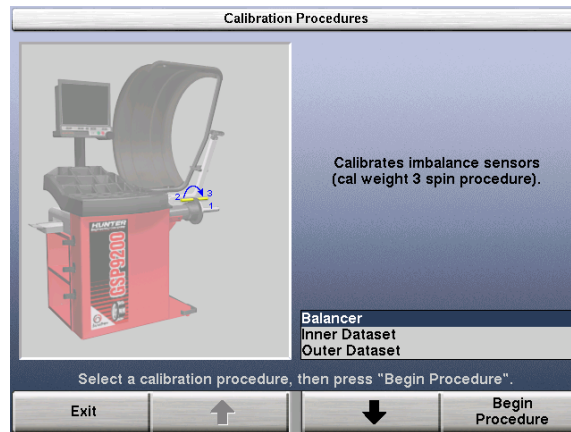 Calibration Procedures
HUNTER
GSP9200
2
3
1
Calibrates imbalance sensors
(cal weight 3 spin procedure).
Balancer
Inner Dataset
Outer Dataset
Select a calibration procedure, then press "Begin Procedure".
Exit
Begin
Procedure